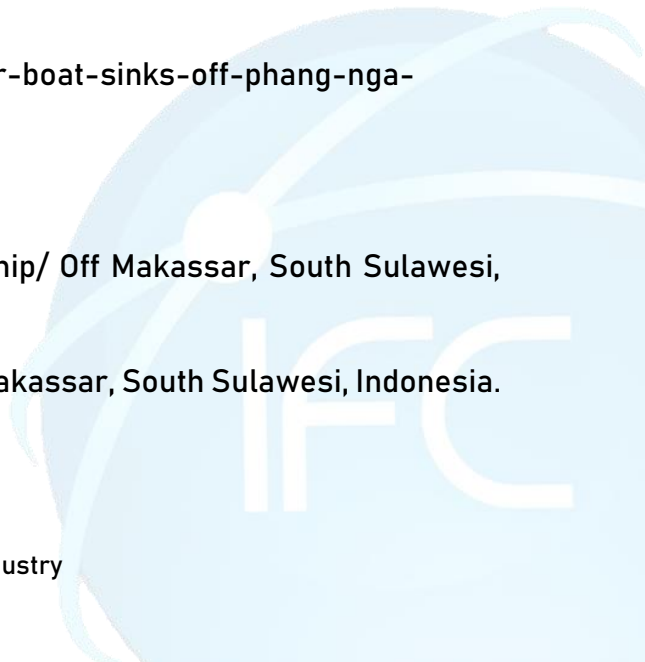 r-boat-sinks-off-phang-nga-
hip/ Off Makassar, South Sulawesi,
akassar, South Sulawesi, Indonesia.
IFC
ustry